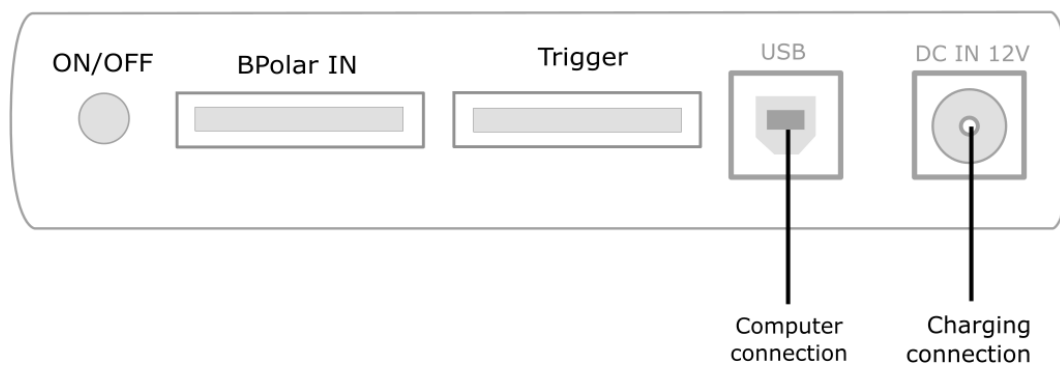 ON/OFF
BPolar IN
Trigger
USB
DC IN 12V
Computer
connection
Charging
connection